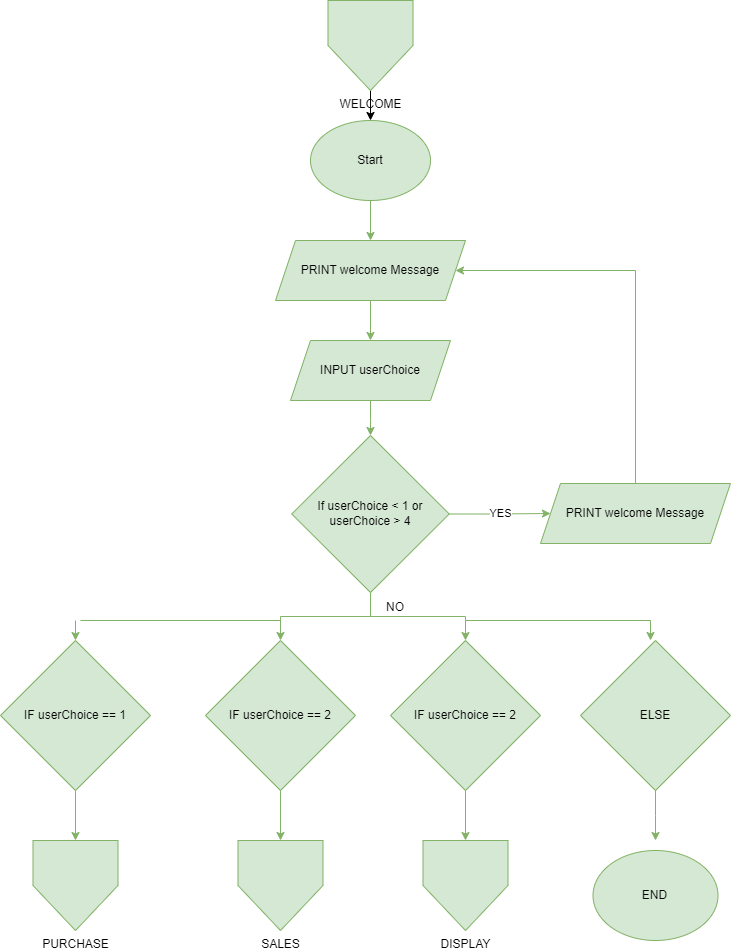 WELCOME
Start
PRINT welcome Message
INPUT userChoice
If userChoice < 1 or
userChoice > 4
YES
PRINT welcome Message
NO
IF userChoice == 1
IF userChoice == 2
IF userChoice == 2
ELSE
END
PURCHASE
SALES
DISPLAY